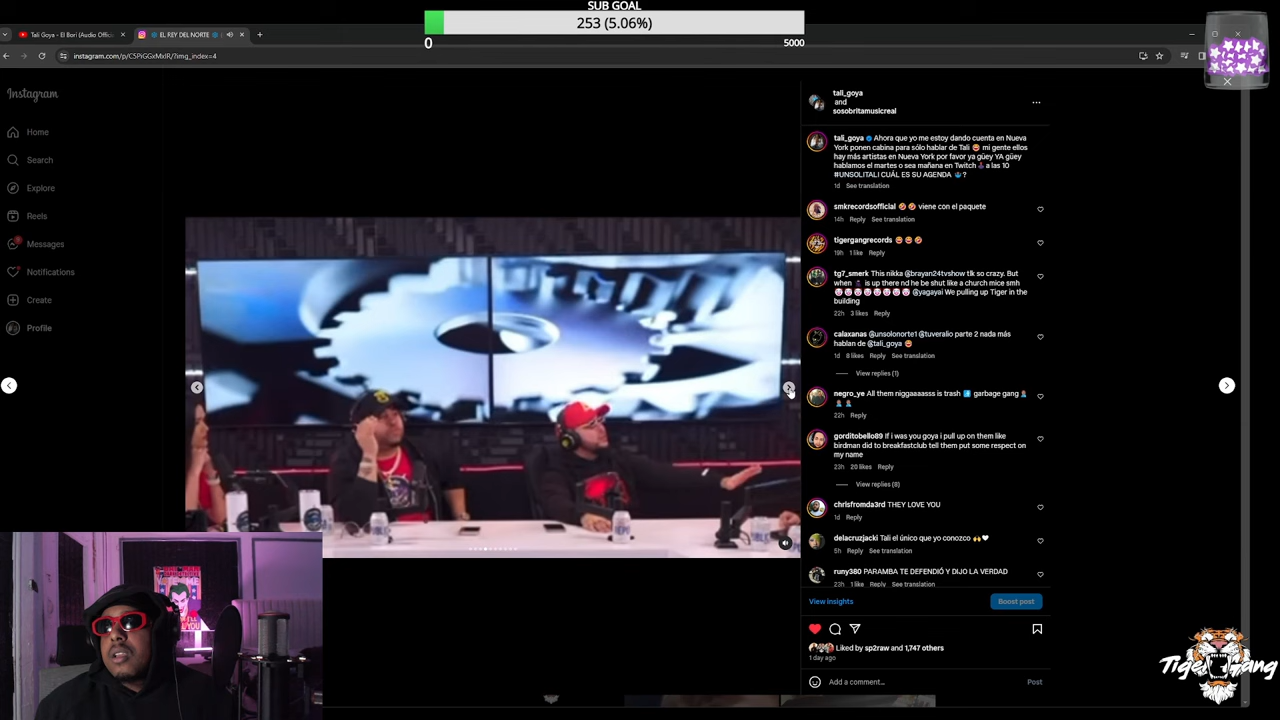 SUB GOAL
253 (5.06%)
0
5000
Tali Goya - El Bori (Audio Offici
EL REY DEL NORTE
instagram.com/p/C5PiGGxMxIR/?img_index=4
Instagram
Home
Search
Explore
Reels
Messages
Notifications
Create
Profile
tali_goya
and
sosobritamusicreal
tali_goya Ahora que yo me estoy dando cuenta en Nueva
York ponen cabina para sólo hablar de Tali 😂 mi gente ellos
hay más artistas en Nueva York por favor ya güey YA güey
hablamos el martes o sea mañana en Twitch a las 10
#UNSOLITALI CUÁL ES SU AGENDA ?
1d See translation
smkrecordsofficial 🤣🤣 viene con el paquete
14h Reply See translation
tigergangrecords
19h 1 like Reply
tg7_smerk This nikka @brayan24tvshow tlk so crazy. But
when is up there nd he be shut like a church mice smh
@yagayai We pulling up Tiger in the
building
22h 3 likes Reply
calaxanas @unsolonorte1 @tuveralio parte 2 nada más
hablan de @tali_goya 😂
1d 8 likes Reply See translation
View replies (1)
negro_ye All them niggaaaasss is trash garbage gang
22h Reply
gorditobello89 If i was you goya i pull up on them like
birdman did to breakfastclub tell them put some respect on
my name
23h 20 likes Reply
View replies (8)
chrisfromda3rd THEY LOVE YOU
1d Reply
delacruzjacki Tali el único que yo conozco 🙌🤍
5h Reply See translation
runy380 PARAMBA TE DEFENDIÓ Y DIJO LA VERDAD
23h 1 like Reply See translation
View insights
Boost post
Liked by sp2raw and 1,747 others
1 day ago
Add a comment...
Post
Tiger Gang